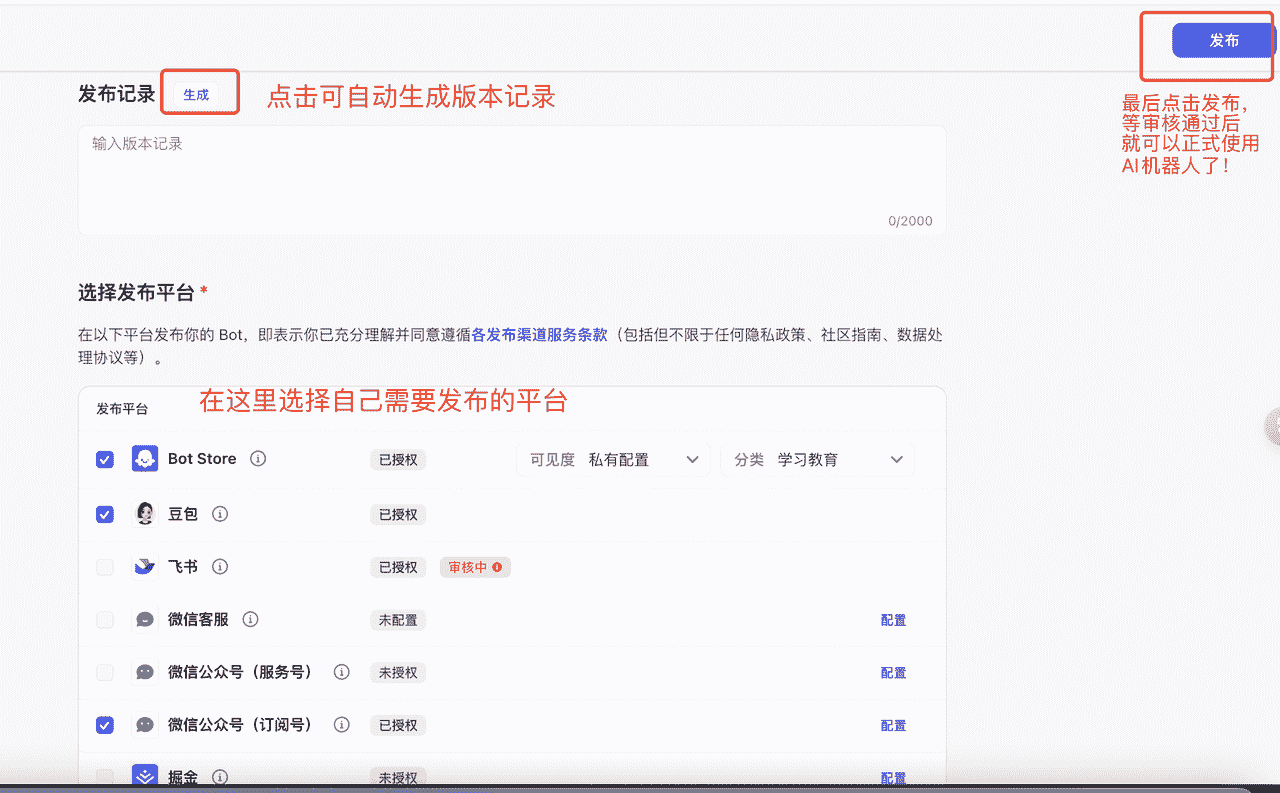 发布
发布记录
生成
点击可自动生成版本记录
最后点击发布，
等审核通过后
就可以正式使用
AI机器人了！
输入版本记录
0/2000
选择发布平台 *
在以下平台发布你的 Bot，即表示你已充分理解并同意遵循各发布渠道服务条款（包括但不限于任何隐私政策、社区指南、数据处
理协议等）。
发布平台
在这里选择自己需要发布的平台
Bot Store 已授权 可见度 私有配置 分类 学习教育
豆包 已授权
飞书 已授权 审核中
微信客服 未配置 配置
微信公众号（服务号） 未授权 配置
微信公众号（订阅号） 已授权 配置
掘金 未授权 配置